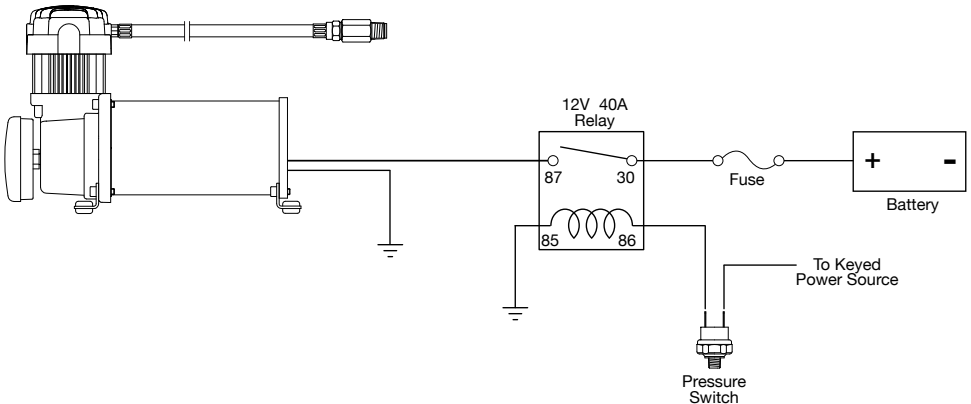 12V 40A
Relay
87
30
Fuse
+
-
Battery
85
86
To Keyed
Power Source
Pressure
Switch